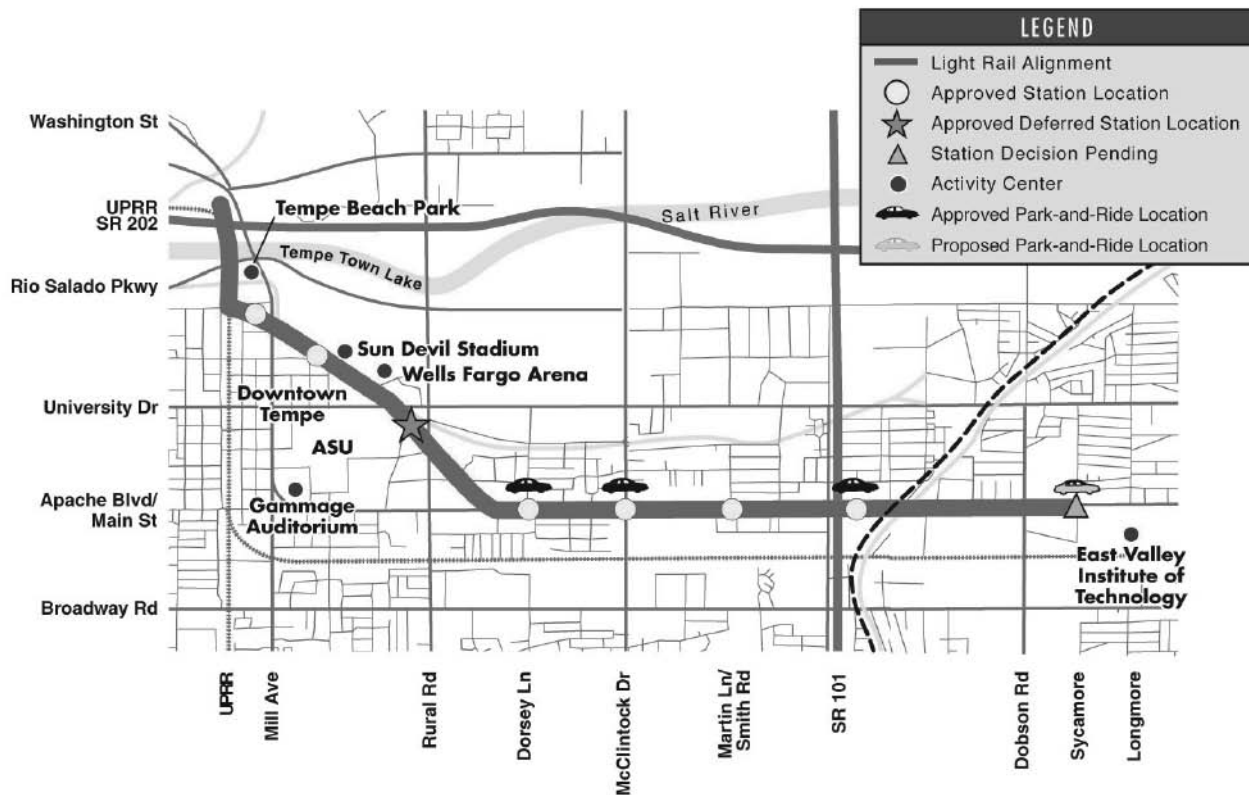 LEGEND
Light Rail Alignment
Approved Station Location
Approved Deferred Station Location
Station Decision Pending
Activity Center
Approved Park-and-Ride Location
Proposed Park-and-Ride Location
Washington St
UPRR
SR 202
Rio Salado Pkwy
University Dr
Apache Blvd/
Main St
Broadway Rd
Tempe Beach Park
Salt River
Tempe Town Lake
Sun Devil Stadium
Wells Fargo Arena
Downtown
Tempe
ASU
Gammage
Auditorium
East Valley
Institute of
Technology
UPRR
Mill Ave
Rural Rd
Dorsey Ln
McClintock Dr
Martin Ln/
Smith Rd
SR 101
Dobson Rd
Sycamore
Longmore